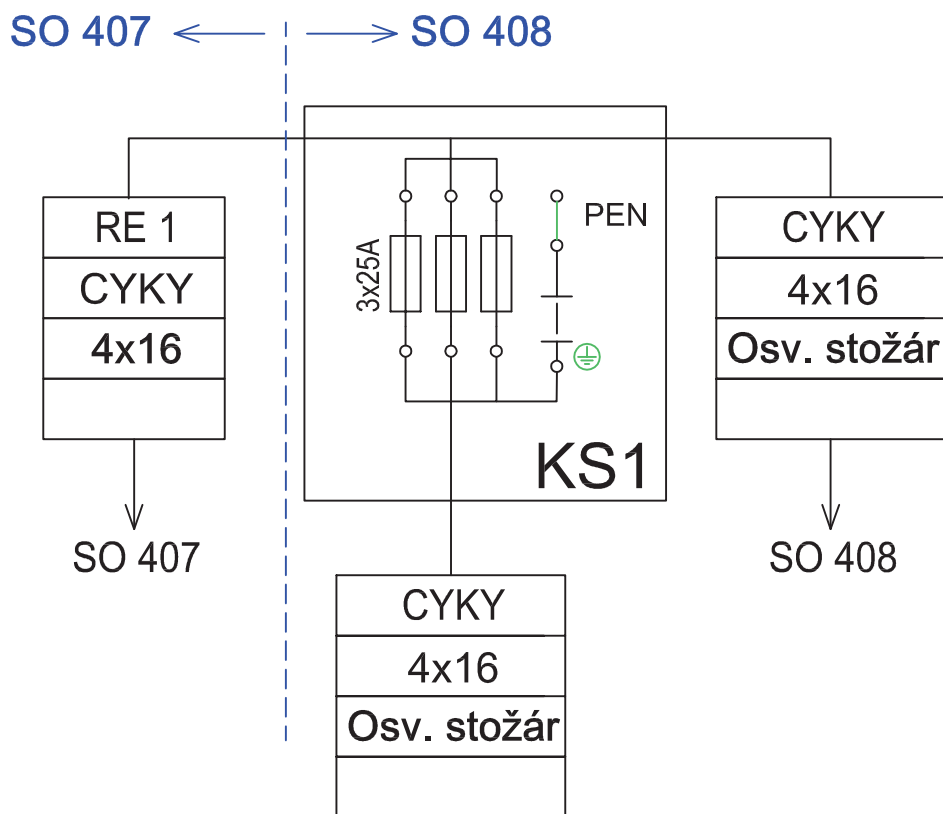 SO 407
SO 408
RE 1
CYKY
4x16
SO 407
3x25A
PEN
KS1
CYKY
4x16
Osv. stožár
SO 408
CYKY
4x16
Osv. stožár